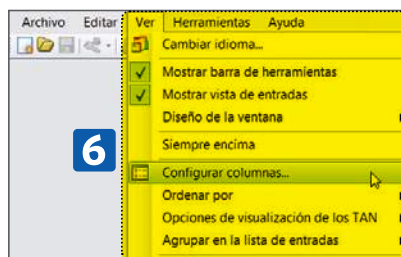 Archivo Editar Ver Herramientas Ayuda
Cambiar idioma...
Mostrar barra de herramientas
Mostrar vista de entradas
Diseño de la ventana
Siempre encima
6
Configurar columnas...
Ordenar por
Opciones de visualización de los TAN
Agrupar en la lista de entradas